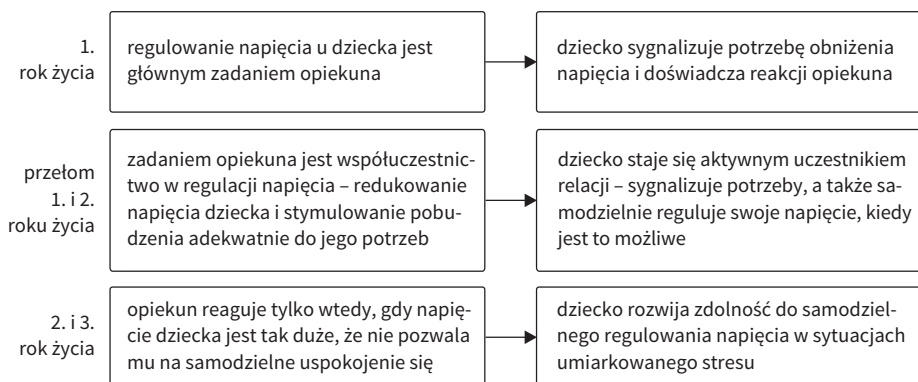 1.
rok życia
regulowanie napięcia u dziecka jest
głównym zadaniem opiekuna
dziecko sygnalizuje potrzebę obniżenia
napięcia i doświadcza reakcji opiekuna
przełom
1. i 2.
roku życia
zadaniem opiekuna jest współuczestnic-
two w regulacji napięcia – redukowanie
napięcia dziecka i stymulowanie pobu-
dzenia adekwatnie do jego potrzeb
dziecko staje się aktywnym uczestnikiem
relacji – sygnalizuje potrzeby, a także sa-
modzielnie reguluje swoje napięcie, kiedy
jest to możliwe
2. i 3.
rok życia
opiekun reaguje tylko wtedy, gdy napię-
cie dziecka jest tak duże, że nie pozwala
mu na samodzielne uspokojenie się
dziecko rozwija zdolność do samodziel-
nego regulowania napięcia w sytuacjach
umiarkowanego stresu